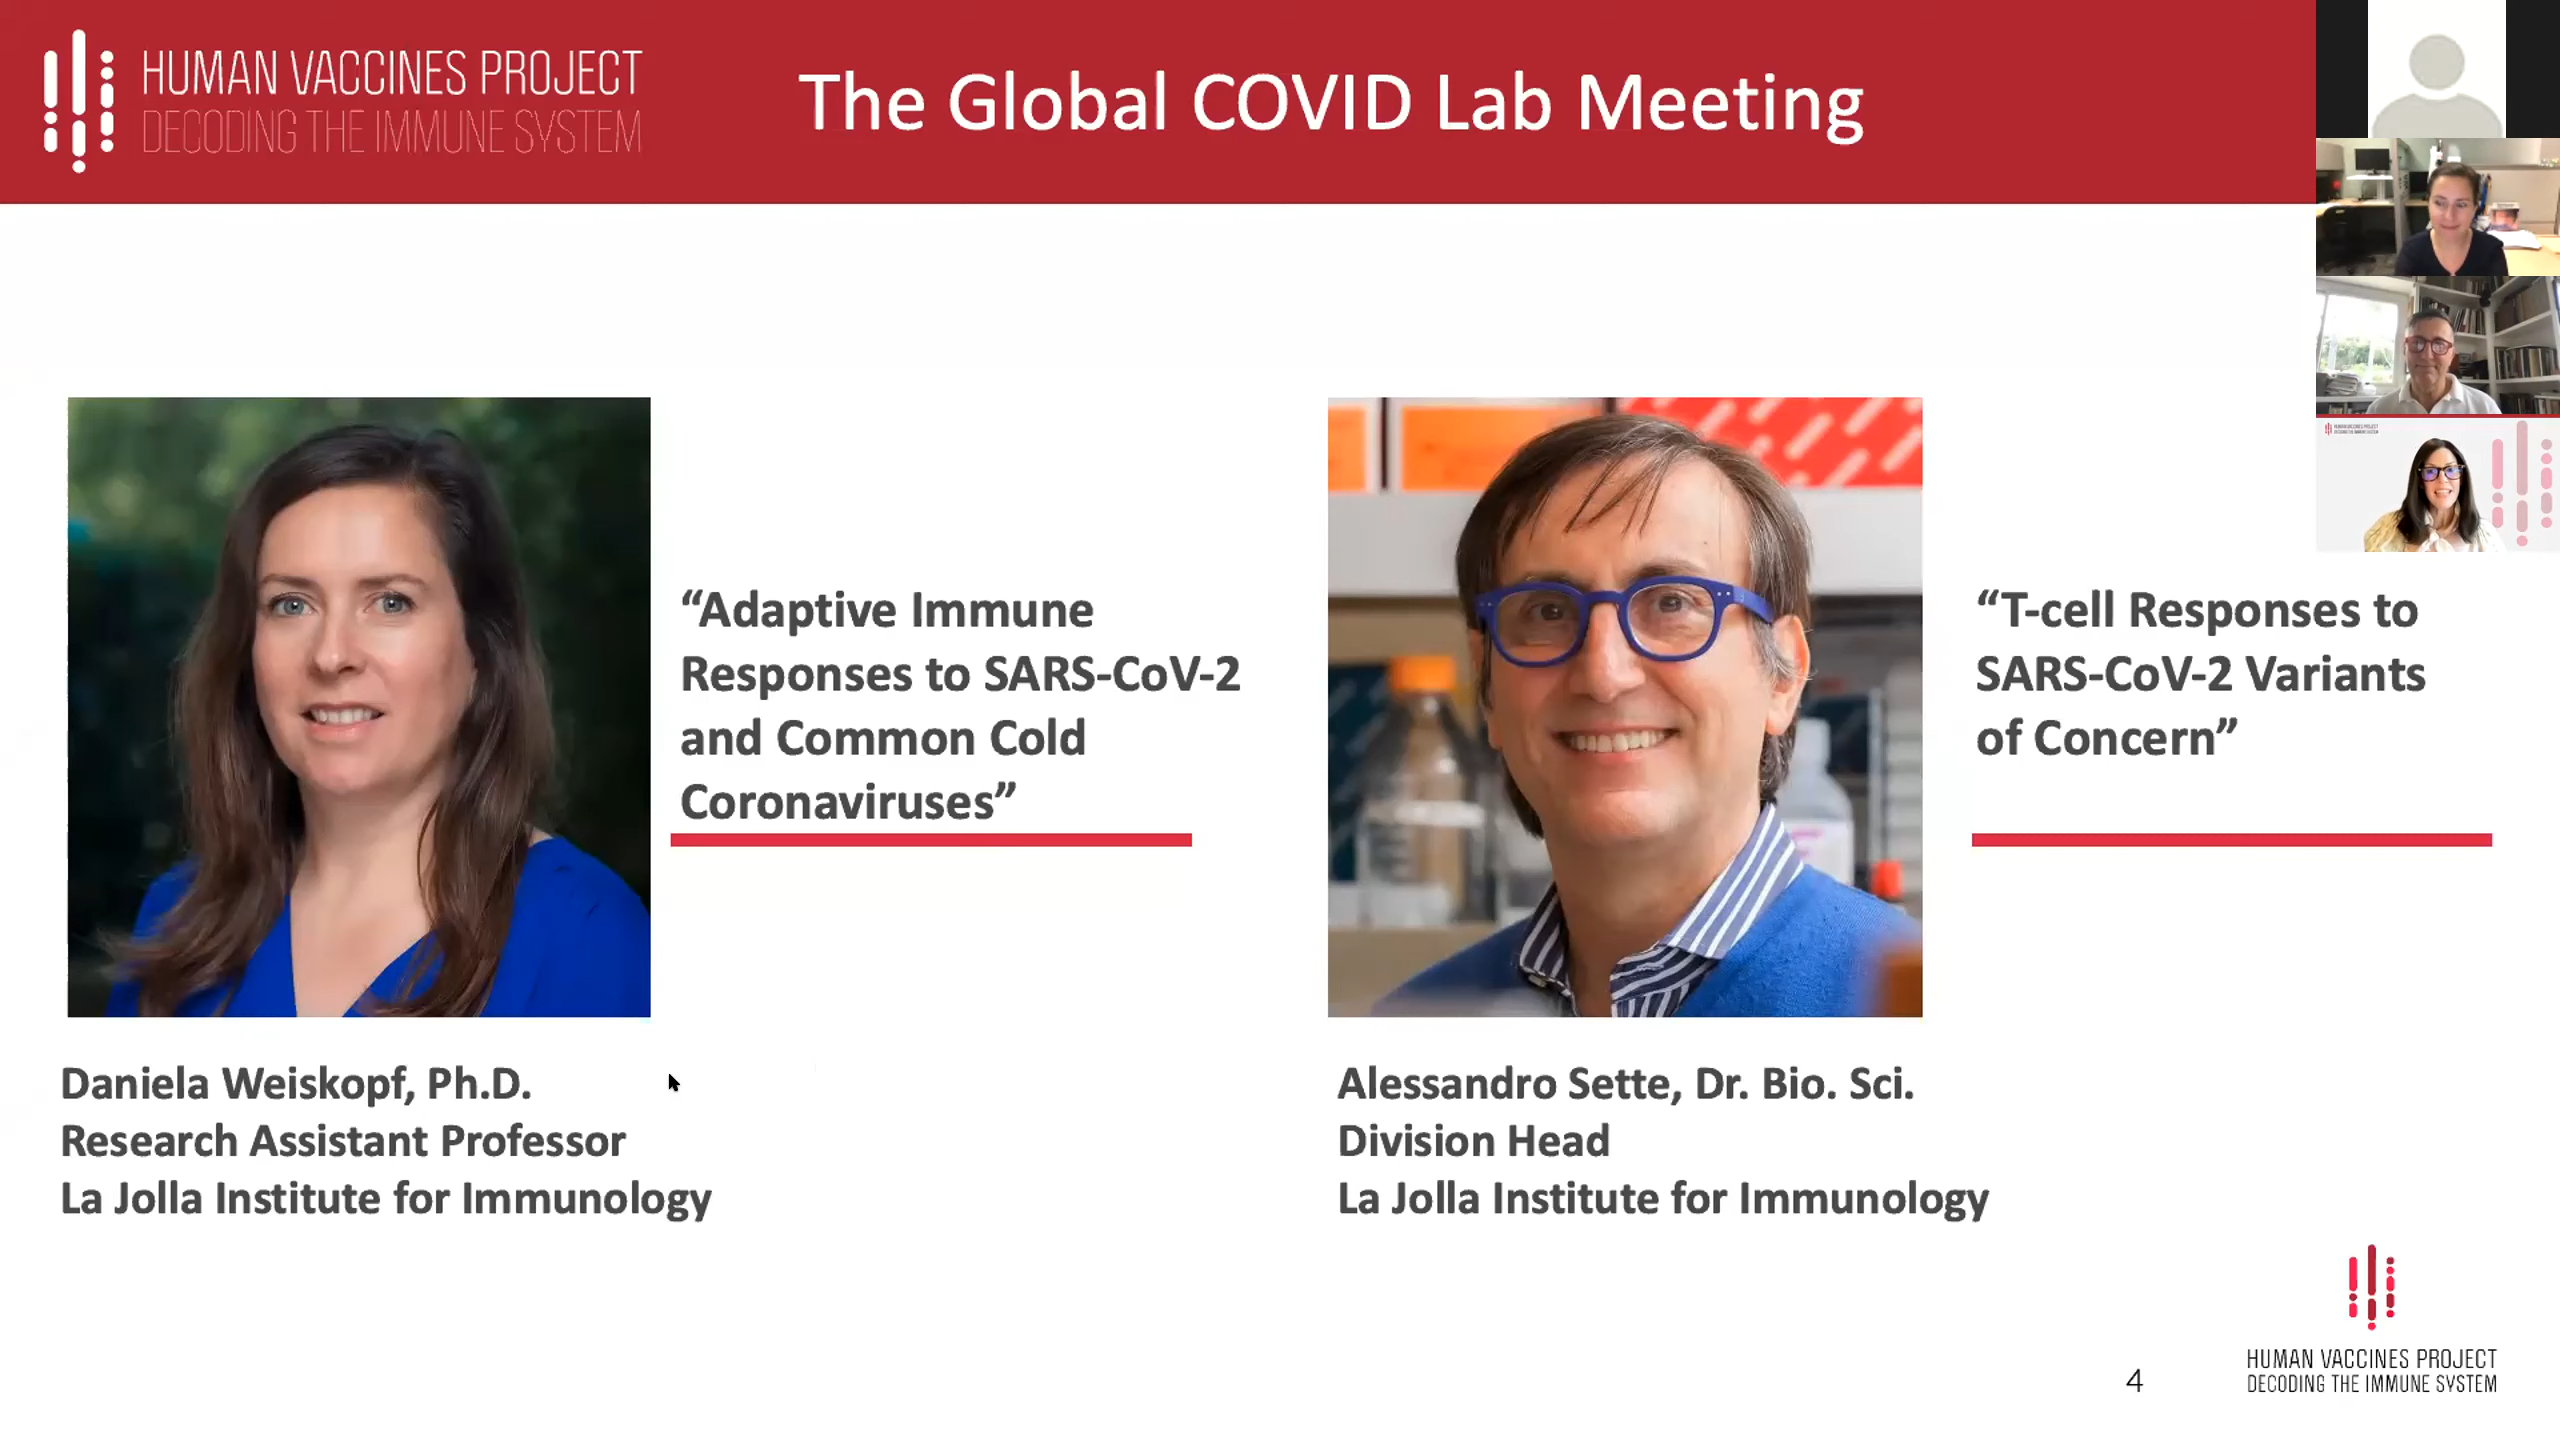 HUMAN VACCINES PROJECT
DECODING THE IMMUNE SYSTEM
The Global COVID Lab Meeting
“Adaptive Immune
Responses to SARS-CoV-2
and Common Cold
Coronaviruses”
“T-cell Responses to
SARS-CoV-2 Variants
of Concern”
Daniela Weiskopf, Ph.D.
Research Assistant Professor
La Jolla Institute for Immunology
Alessandro Sette, Dr. Bio. Sci.
Division Head
La Jolla Institute for Immunology
4
HUMAN VACCINES PROJECT
DECODING THE IMMUNE SYSTEM